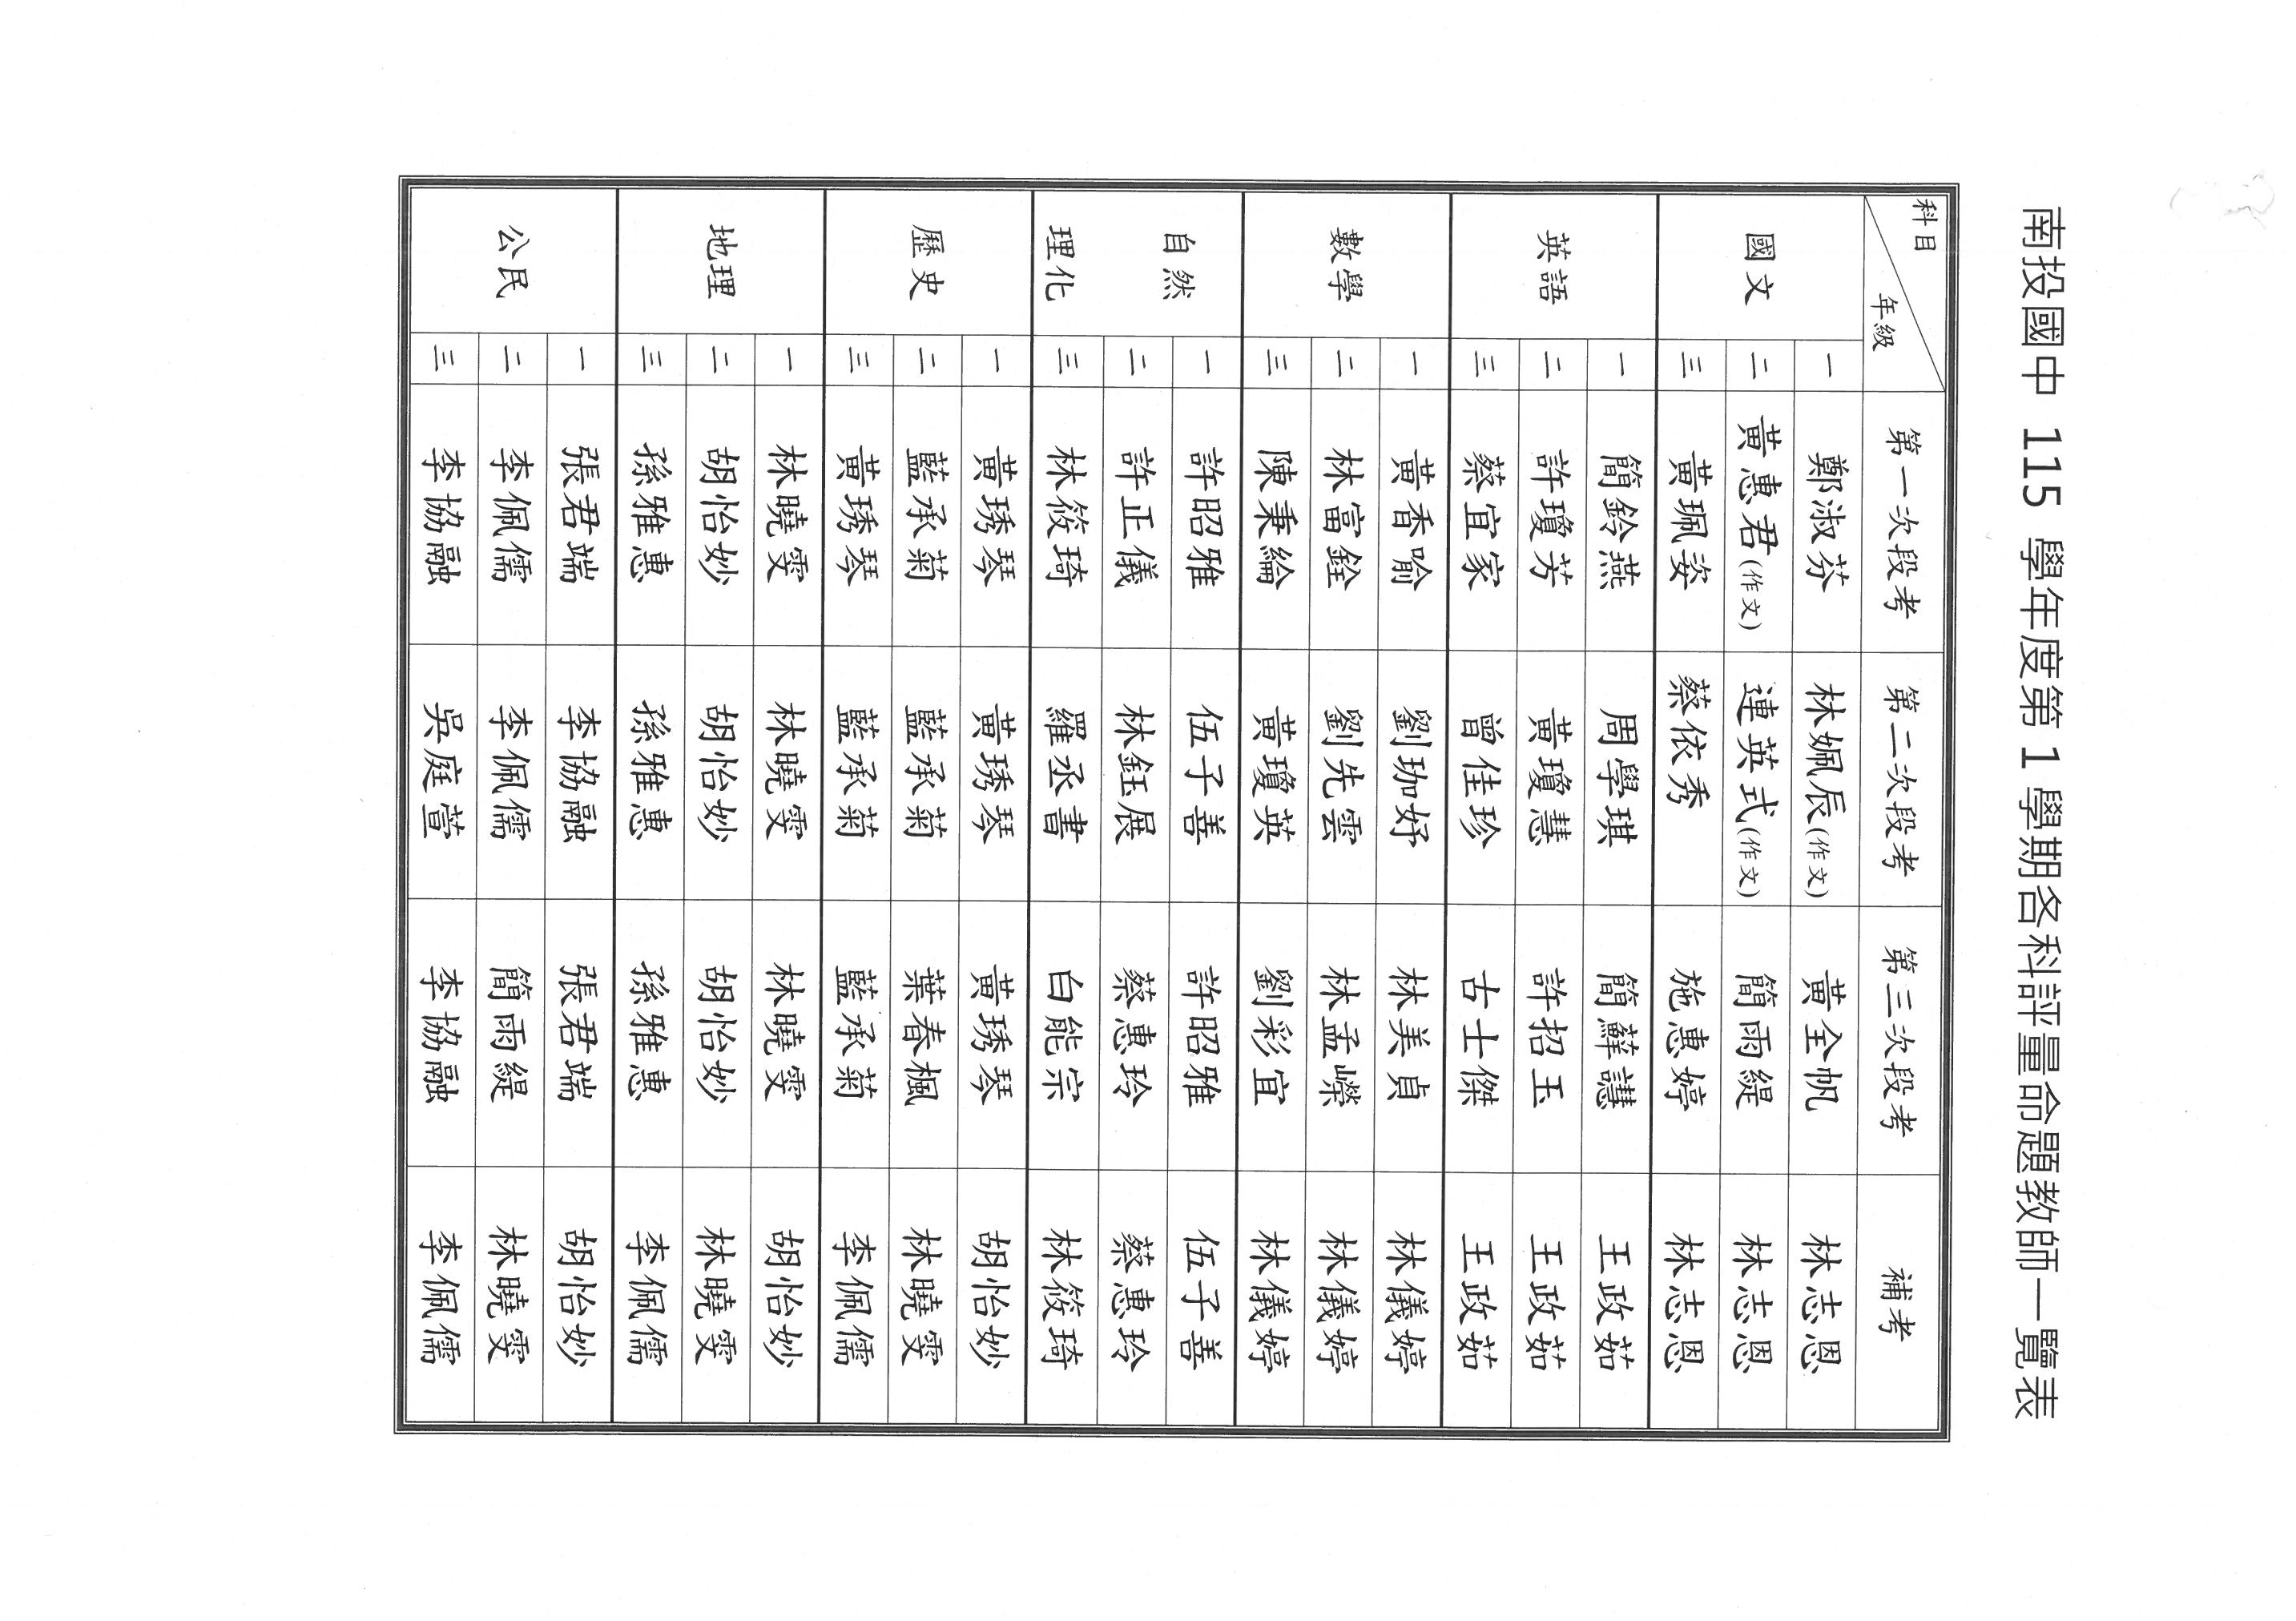 南投國中 115 學年度第 1 學期各科評量命題教師一覽表
科目 年級 第一次段考 第二次段考 第三次段考 補考
國文 一 鄭淑芬 林姵辰(作文) 黃全帆 林志恩
二 黃惠君(作文) 連英式(作文) 簡雨緹 林志恩
三 黃珮姿 蔡依秀 施惠婷 林志恩
英語 一 簡鈴燕 周學琪 簡蘚譿 王政茹
二 許瓊芳 黃瓊慧 許招玉 王政茹
三 蔡宜家 曾佳珍 古士傑 王政茹
數學 一 黃香喻 劉珈妤 林美貞 林儀婷
二 林富銓 劉先雲 林孟嶸 林儀婷
三 陳秉綸 黃瓊英 劉彩宜 林儀婷
自然 一 許昭雅 伍子善 許昭雅 伍子善
二 許正儀 林鈺展 蔡惠玲 蔡惠玲
理化 三 林筱琦 羅丞書 白能宗 林筱琦
歷史 一 黃琇琴 黃琇琴 黃琇琴 胡怡妙
二 藍承菊 藍承菊 葉春楓 林曉雯
三 黃琇琴 藍承菊 藍承菊 李佩儒
地理 一 林曉雯 林曉雯 林曉雯 胡怡妙
二 胡怡妙 胡怡妙 胡怡妙 林曉雯
三 孫雅惠 孫雅惠 孫雅惠 李佩儒
公民 一 張君端 李協融 張君端 胡怡妙
二 李佩儒 李佩儒 簡雨緹 林曉雯
三 李協融 吳庭萱 李協融 李佩儒